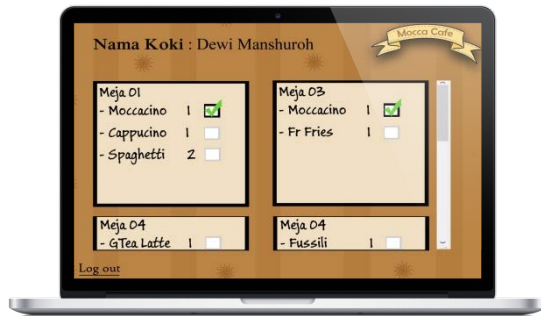 Nama Koki : Dewi Manshuroh
Mocca Cafe
Meja 01
- Moccacino 1
- Cappucino 1
- Spaghetti 2
Meja 03
- Moccacino 1
- Fr Fries 1
Meja 04
- GTea Latte 1
Meja 04
- Fussili 1
Log out